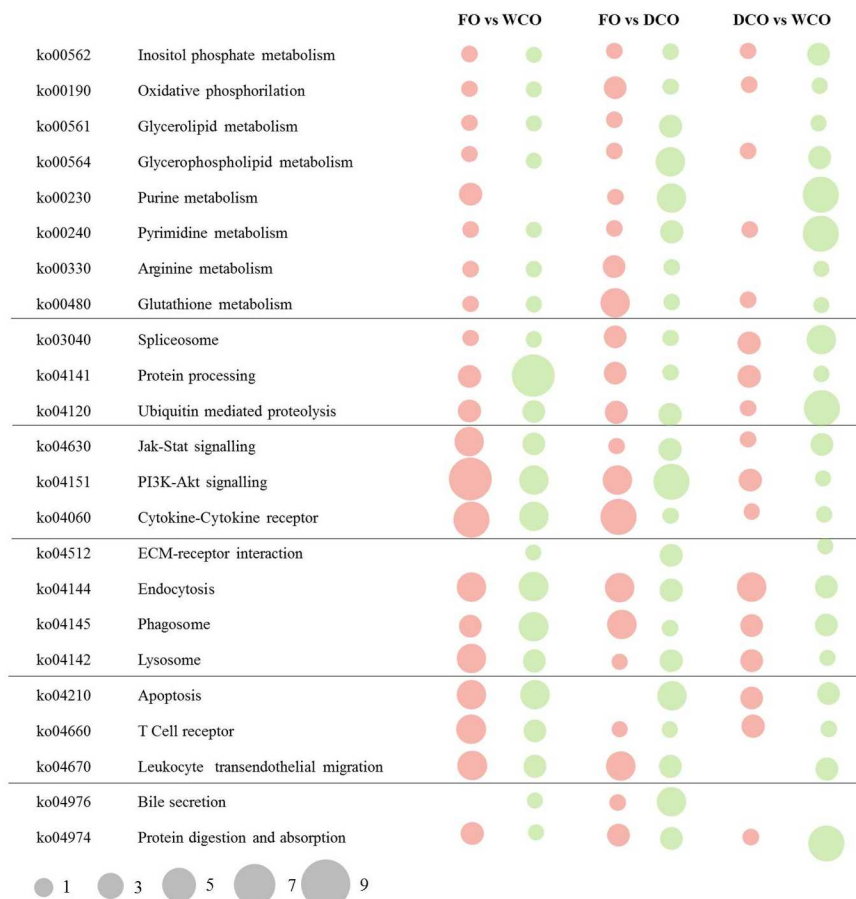 FO vs WCO FO vs DCO DCO vs WCO
ko00562 Inositol phosphate metabolism
ko00190 Oxidative phosphorilation
ko00561 Glycerolipid metabolism
ko00564 Glycerophospholipid metabolism
ko00230 Purine metabolism
ko00240 Pyrimidine metabolism
ko00330 Arginine metabolism
ko00480 Glutathione metabolism
ko03040 Spliceosome
ko04141 Protein processing
ko04120 Ubiquitin mediated proteolysis
ko04630 Jak-Stat signalling
ko04151 PI3K-Akt signalling
ko04060 Cytokine-Cytokine receptor
ko04512 ECM-receptor interaction
ko04144 Endocytosis
ko04145 Phagosome
ko04142 Lysosome
ko04210 Apoptosis
ko04660 T Cell receptor
ko04670 Leukocyte transendothelial migration
ko04976 Bile secretion
ko04974 Protein digestion and absorption
1 3 5 7 9